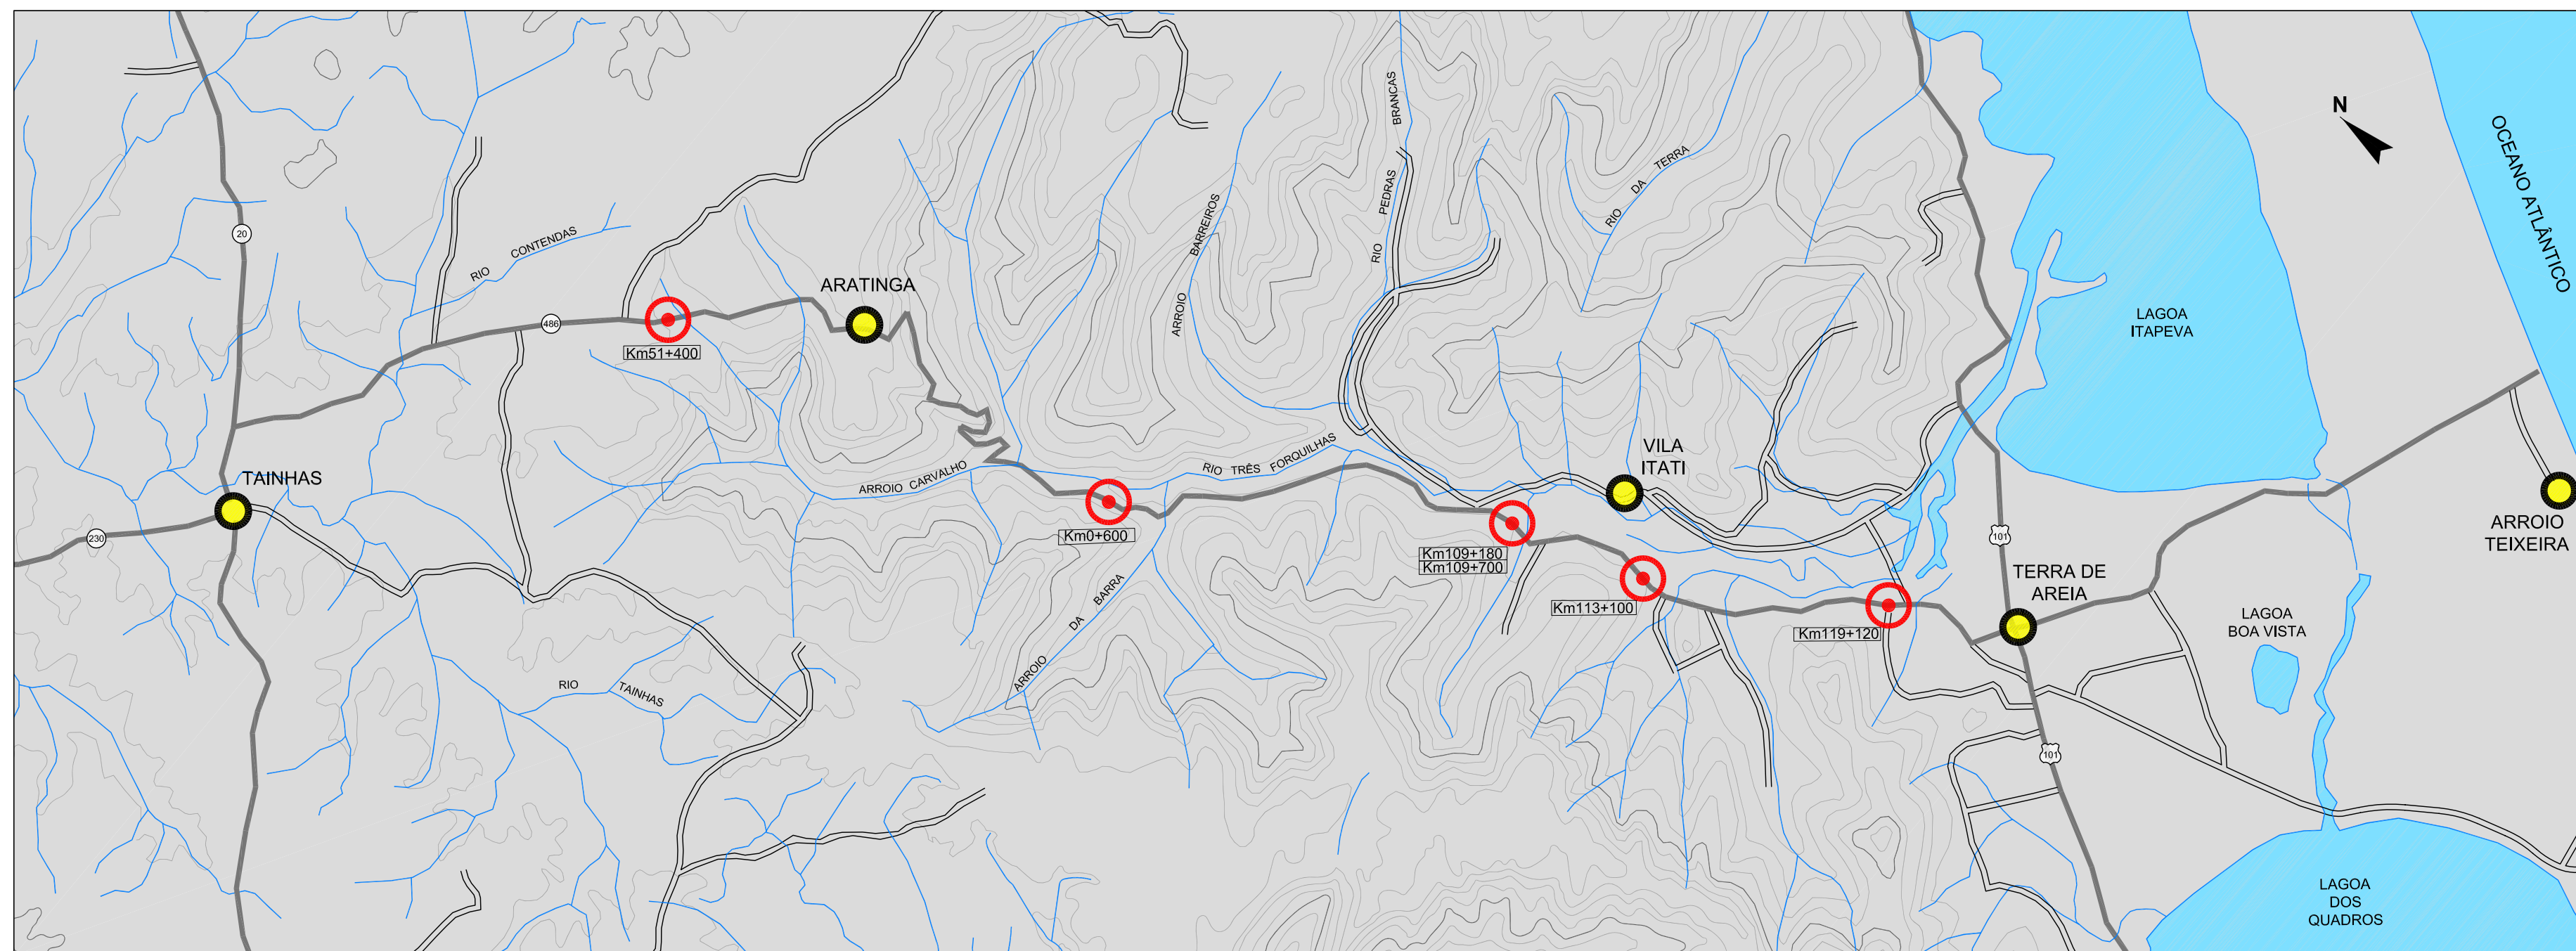 N
OCEANO ATLÂNTICO
BRANCAS
PEDRAS
RIO
RIO DA TERRA
BARREIROS
ARROIO
20
RIO CONTENDAS
ARATINGA
486
Km51+400
LAGOA
ITAPEVA
VILA
ITATI
RIO TRÊS FORQUILHAS
ARROIO CARVALHO
TAINHAS
230
Km0+600
Km109+180
Km109+700
101
ARROIO
TEIXEIRA
TERRA DE
AREIA
ARROIO DA BARRA
Km113+100
Km119+120
LAGOA
BOA VISTA
RIO TAINHAS
101
LAGOA
DOS
QUADROS